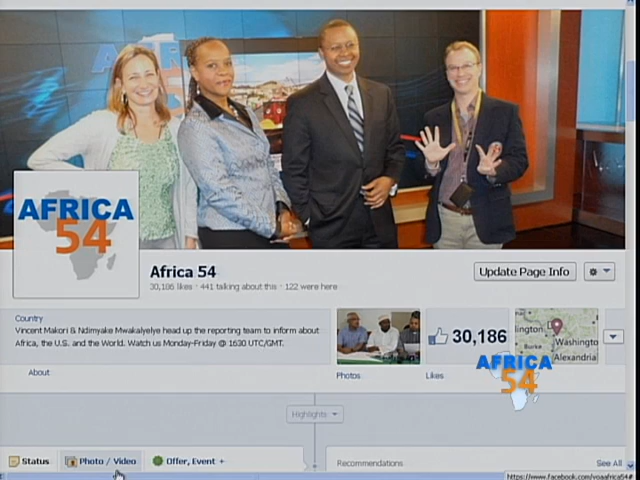 AFRICA
54
Africa 54
30,186 likes · 441 talking about this · 122 were here
Update Page Info
Country
Vincent Makori & Ndimyake Mwakalyelye head up the reporting team to inform about
Africa, the U.S. and the World. Watch us Monday-Friday @ 1630 UTC/GMT.
About
Photos
30,186
Likes
ington
Burke
Washingto
Alexandria
AFRICA
54
Highlights
Status
Photo / Video
Offer, Event +
Recommendations
See All
https://www.facebook.com/voaafrica54#